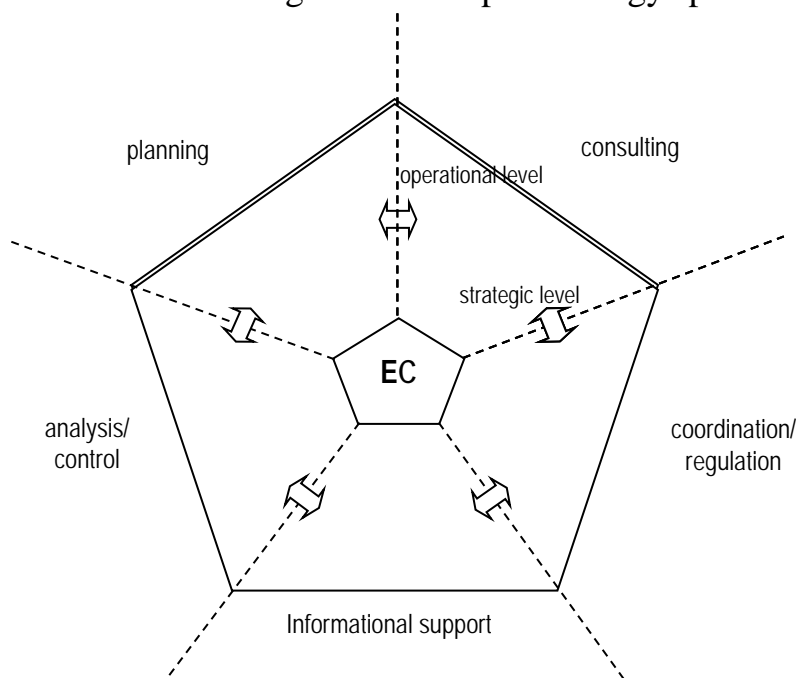 planning
consulting
operational level
strategic level
EC
analysis/
control
coordination/
regulation
Informational support